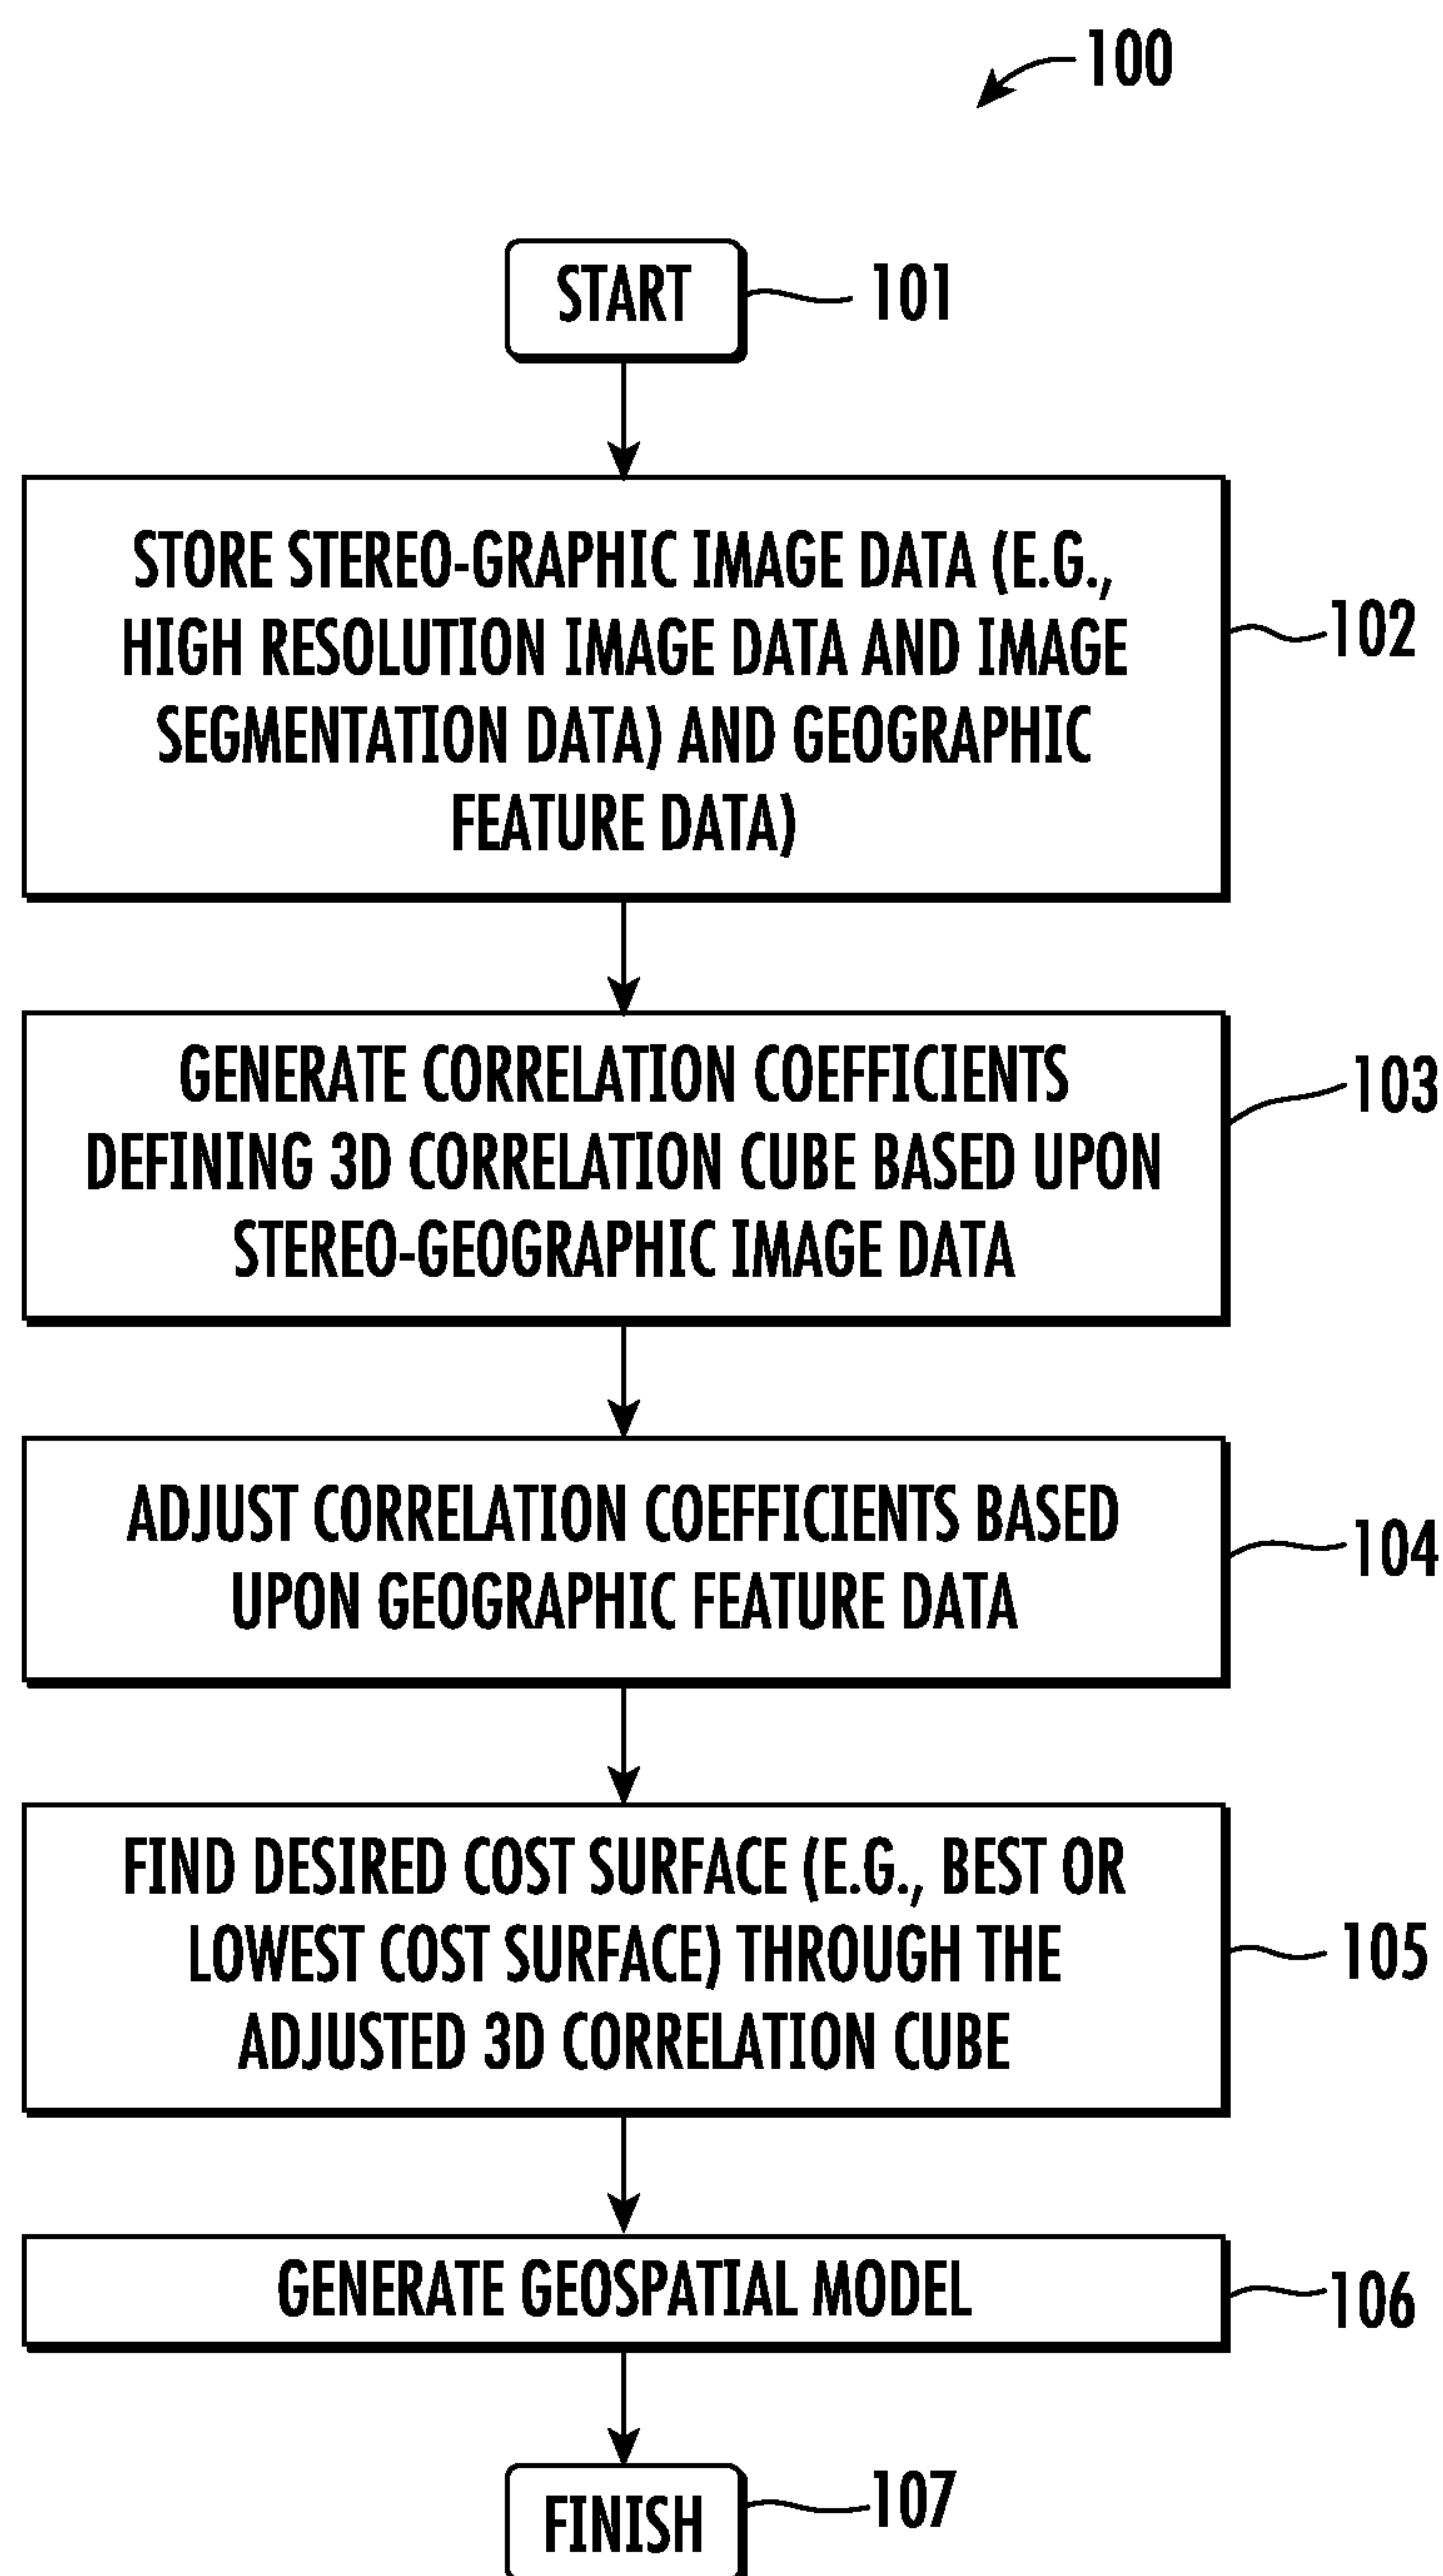 100
START
101
STORE STEREO-GRAPHIC IMAGE DATA (E.G.,
HIGH RESOLUTION IMAGE DATA AND IMAGE
SEGMENTATION DATA) AND GEOGRAPHIC
FEATURE DATA)
102
GENERATE CORRELATION COEFFICIENTS
DEFINING 3D CORRELATION CUBE BASED UPON
STEREO-GEOGRAPHIC IMAGE DATA
103
ADJUST CORRELATION COEFFICIENTS BASED
UPON GEOGRAPHIC FEATURE DATA
104
FIND DESIRED COST SURFACE (E.G., BEST OR
LOWEST COST SURFACE) THROUGH THE
ADJUSTED 3D CORRELATION CUBE
105
GENERATE GEOSPATIAL MODEL
106
FINISH
107